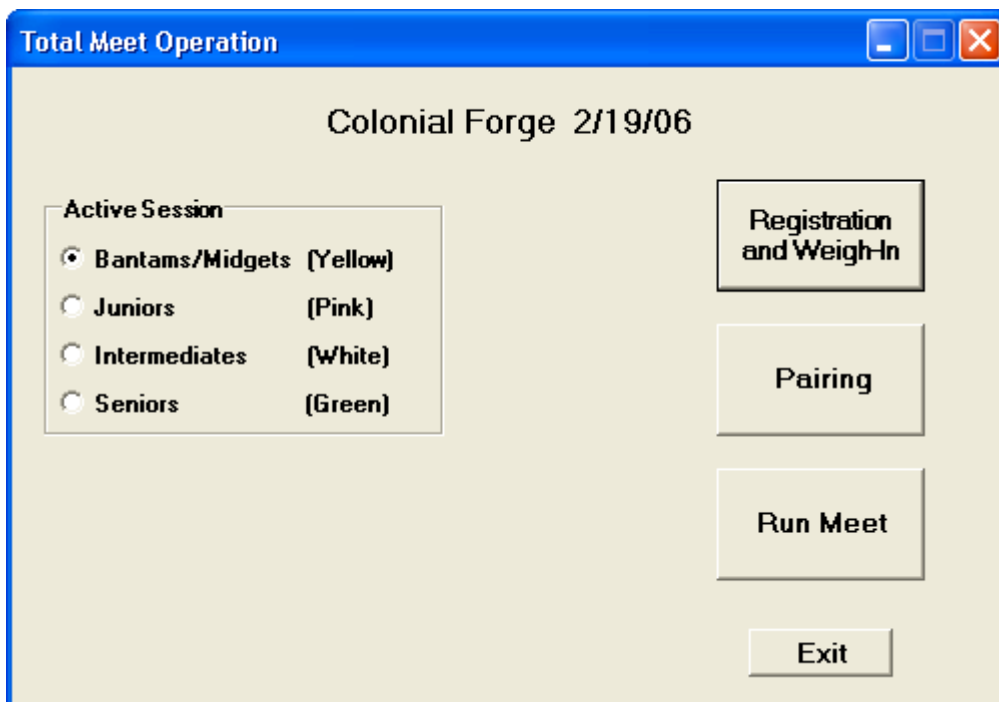 Total Meet Operation
Colonial Forge 2/19/06
Active Session
Bantams/Midgets (Yellow)
Juniors (Pink)
Intermediates (White)
Seniors (Green)
Registration
and Weigh-In
Pairing
Run Meet
Exit